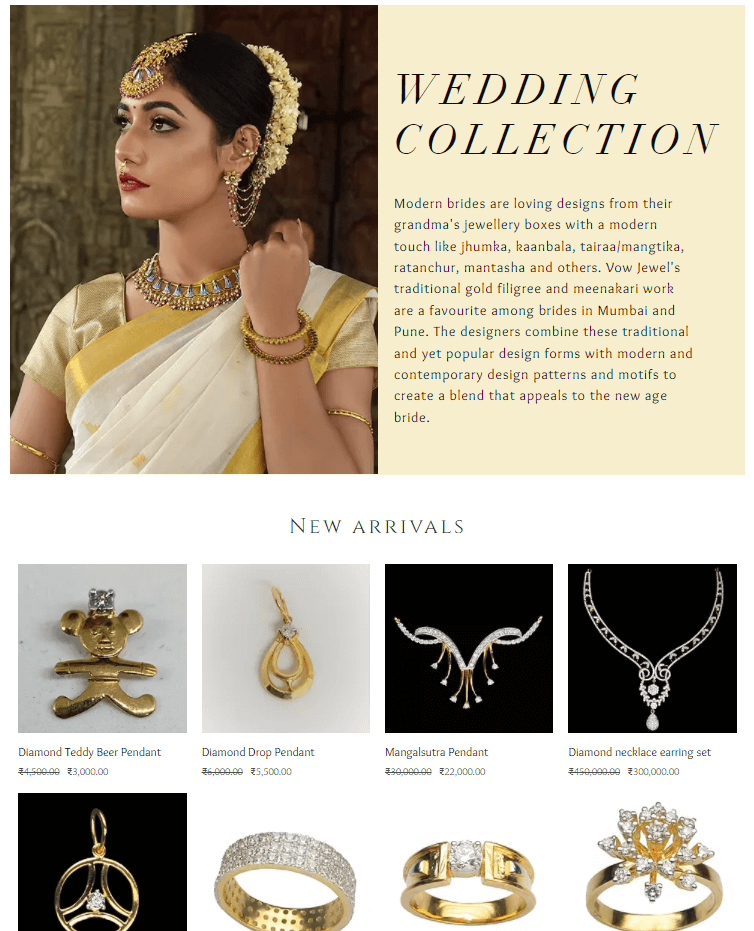 WEDDING
COLLECTION
Modern brides are loving designs from their
grandma's jewellery boxes with a modern
touch like jhumka, kaanbala, tairaa/mangtika,
ratanchur, mantasha and others. Vow Jewel's
traditional gold filigree and meenakari work
are a favourite among brides in Mumbai and
Pune. The designers combine these traditional
and yet popular design forms with modern and
contemporary design patterns and motifs to
create a blend that appeals to the new age
bride.
New arrivals
Diamond Teddy Beer Pendant
₹4,500.00 ₹3,000.00
Diamond Drop Pendant
₹6,000.00 ₹5,500.00
Mangalsutra Pendant
₹30,000.00 ₹22,000.00
Diamond necklace earring set
₹450,000.00 ₹300,000.00